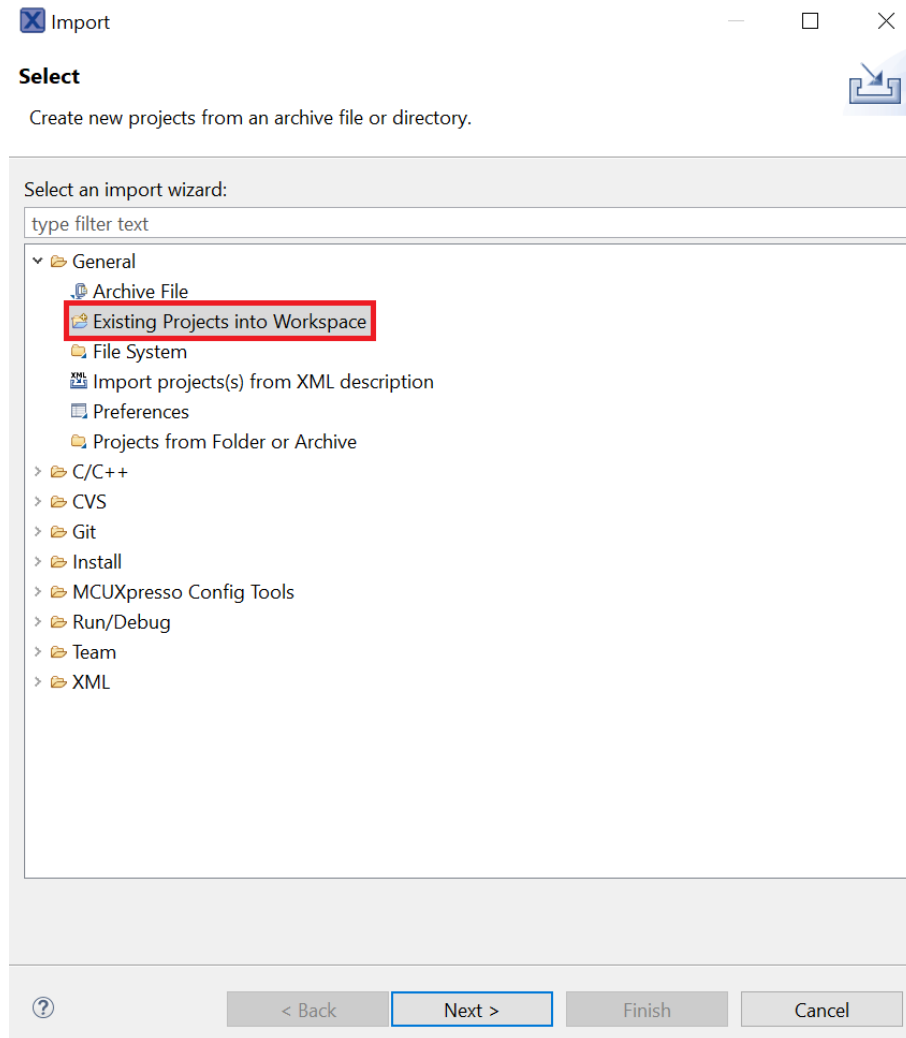 Import
Select
Create new projects from an archive file or directory.
Select an import wizard:
type filter text
General
Archive File
Existing Projects into Workspace
File System
Import projects(s) from XML description
Preferences
Projects from Folder or Archive
C/C++
CVS
Git
Install
MCUXpresso Config Tools
Run/Debug
Team
XML
< Back Next > Finish Cancel